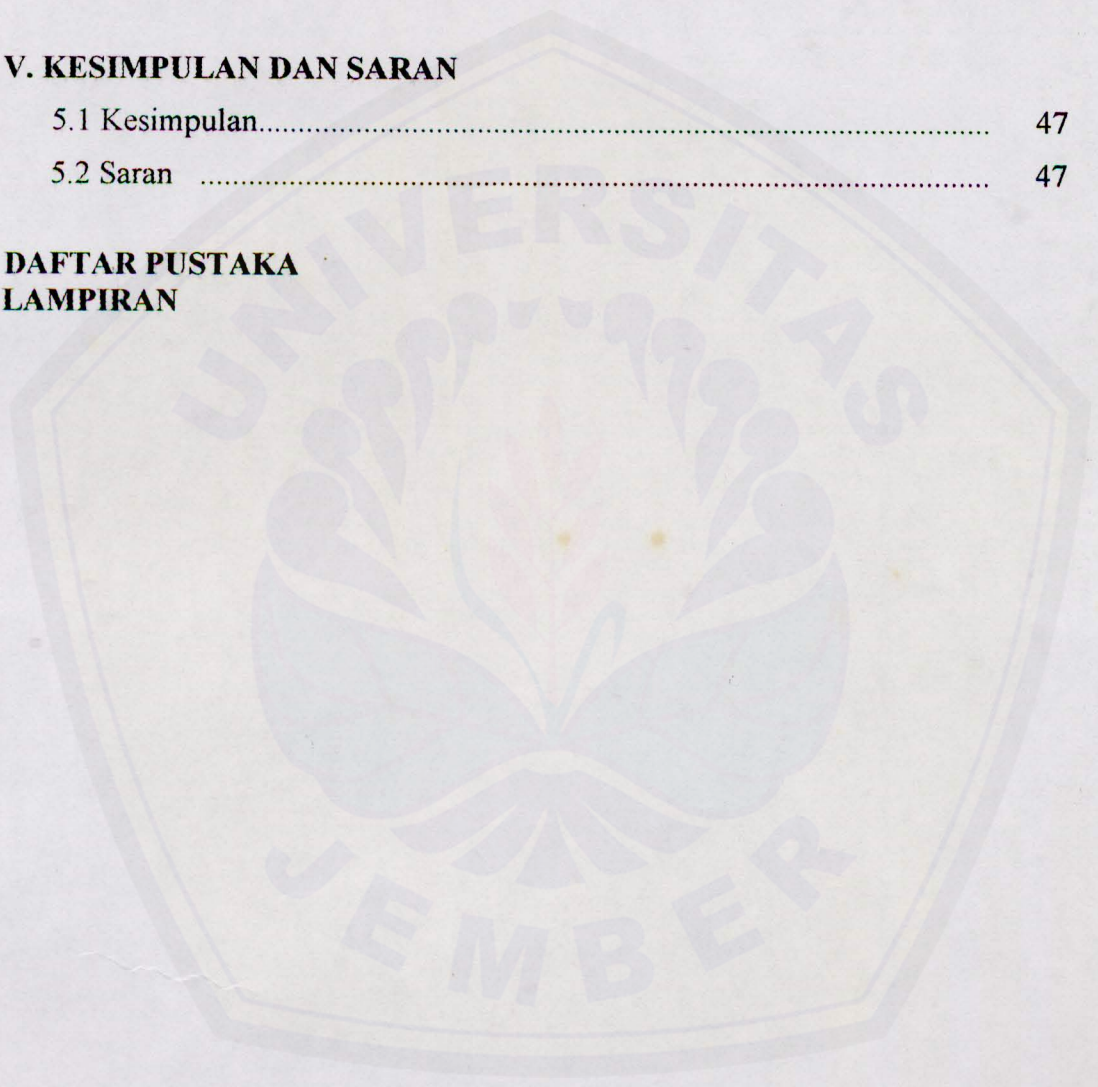 V. KESIMPULAN DAN SARAN
5.1 Kesimpulan........................................................................................... 47
5.2 Saran ................................................................................................... 47
DAFTAR PUSTAKA
LAMPIRAN
UNIVERSITAS
JEMBER